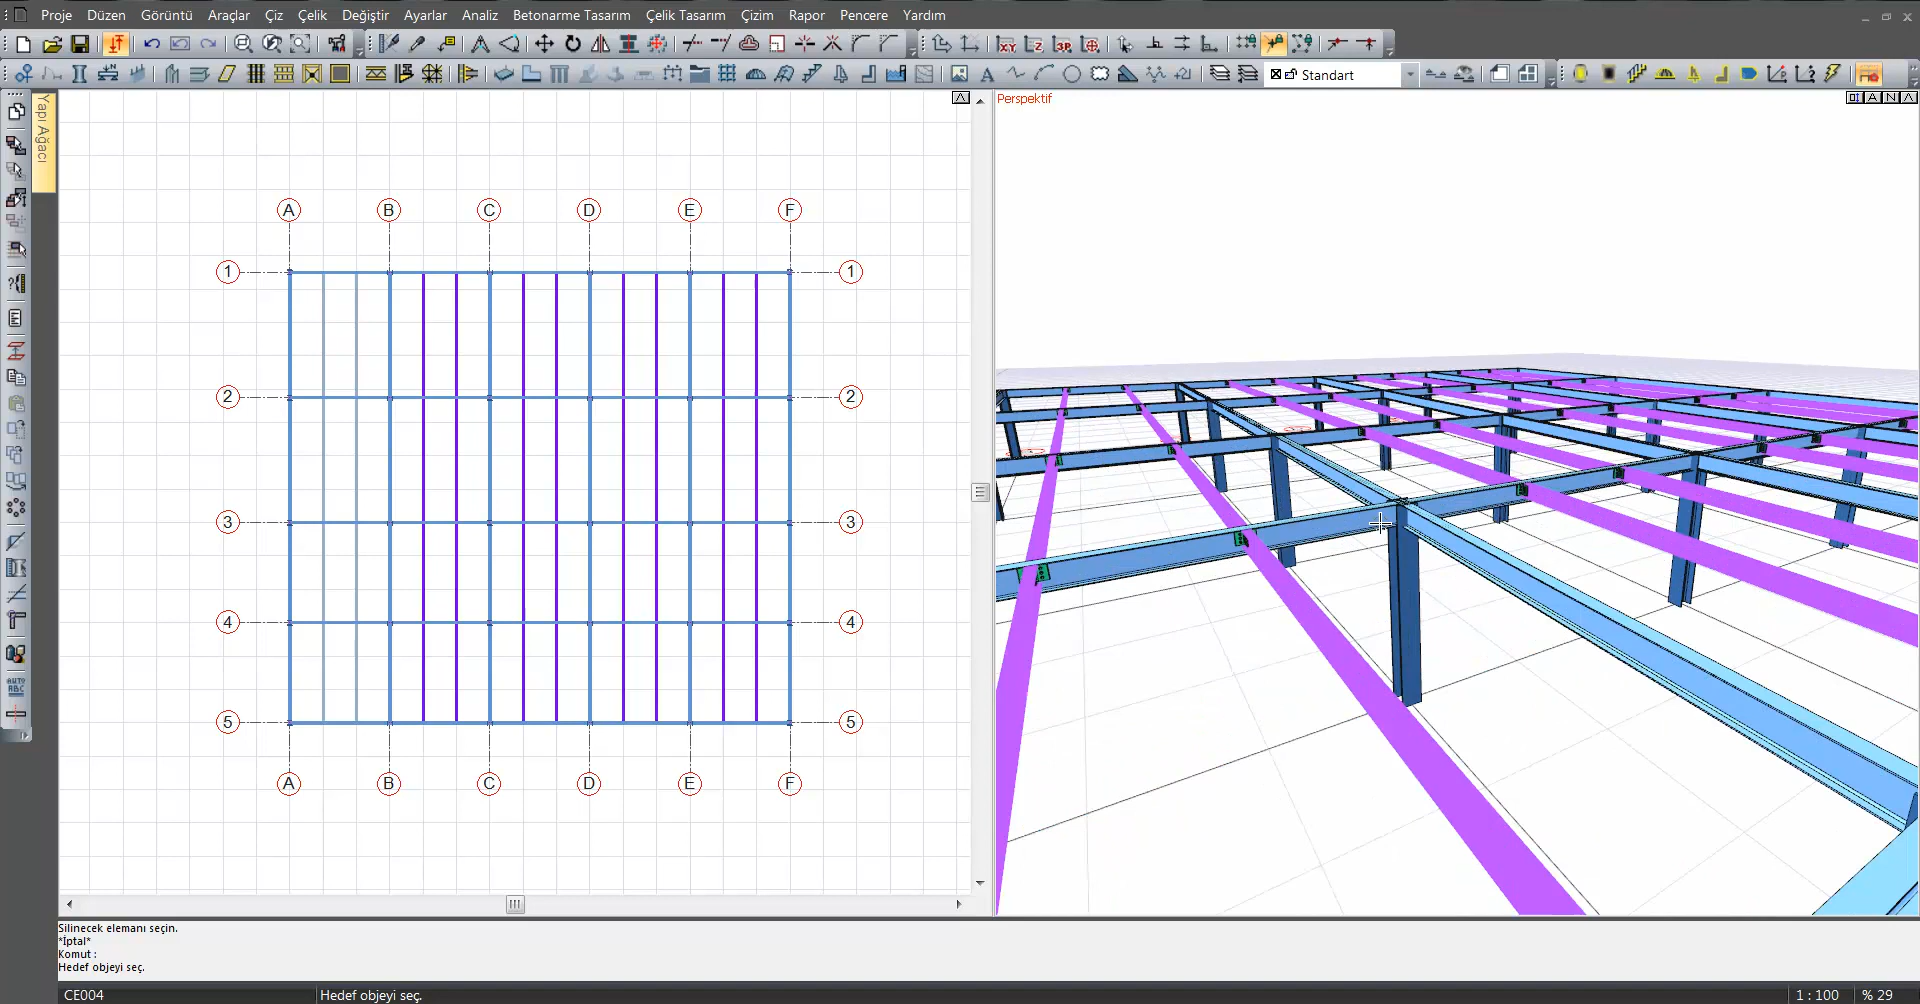 Proje Düzen Görüntü Araçlar Çiz Çelik Değiştir Ayarlar Analiz Betonarme Tasarım Çelik Tasarım Çizim Rapor Pencere Yardım
Standart
Yapı Ağacı
Perspektif
A B C D E F
1 1
2 2
3 3
4 4
5 5
A B C D E F
Silinecek elemanı seçin.
*İptal*
Komut :
Hedef objeyi seç.
CE004 Hedef objeyi seç. 1 : 100 % 29